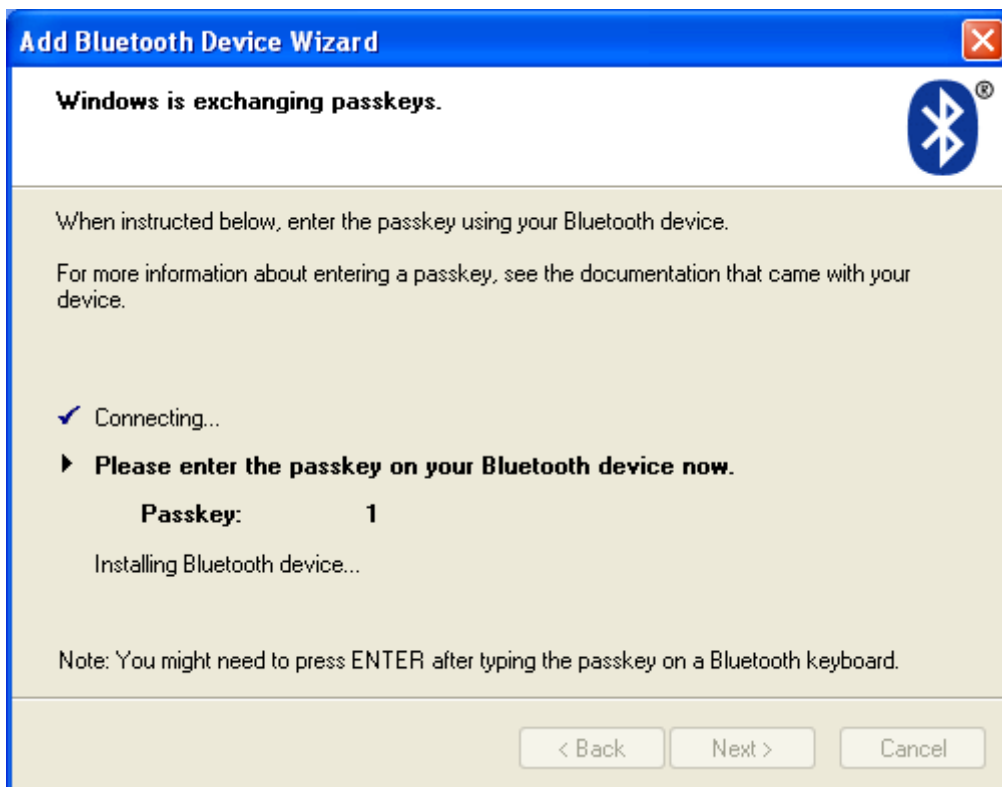 Add Bluetooth Device Wizard
Windows is exchanging passkeys.
®
When instructed below, enter the passkey using your Bluetooth device.
For more information about entering a passkey, see the documentation that came with your
device.
Connecting...
Please enter the passkey on your Bluetooth device now.
Passkey: 1
Installing Bluetooth device...
Note: You might need to press ENTER after typing the passkey on a Bluetooth keyboard.
< Back Next > Cancel